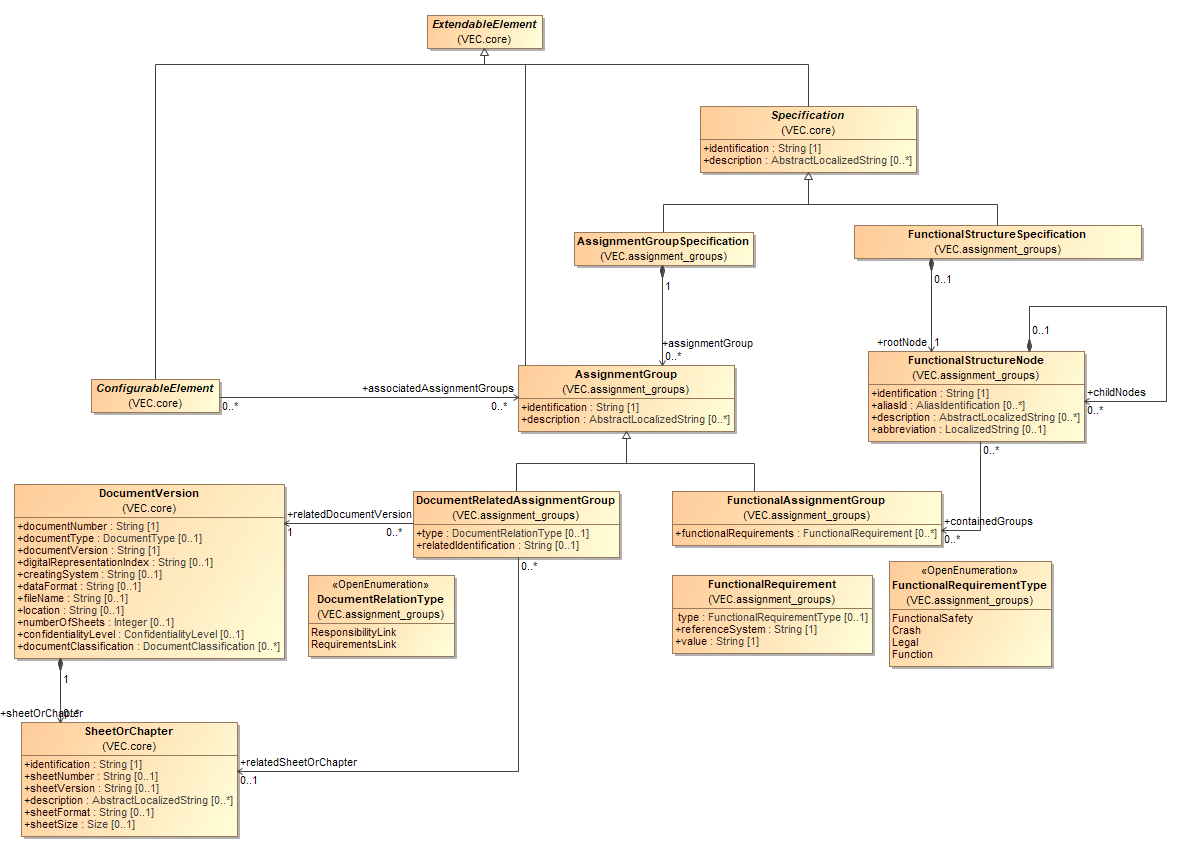 ExtendableElement
(VEC.core)
Specification
(VEC.core)
+identification : String [1]
+description : AbstractLocalizedString [0..*]
AssignmentGroupSpecification
(VEC.assignment_groups)
1
FunctionalStructureSpecification
(VEC.assignment_groups)
0..1
+assignmentGroup
0..*
+rootNode
1
0..1
FunctionalStructureNode
(VEC.assignment_groups)
+identification : String [1]
+aliasId : AliasIdentification [0..*]
+description : AbstractLocalizedString [0..*]
+abbreviation : LocalizedString [0..1]
+childNodes
0..*
0..*
ConfigurableElement
(VEC.core)
0..*
+associatedAssignmentGroups
0..*
AssignmentGroup
(VEC.assignment_groups)
+identification : String [1]
+description : AbstractLocalizedString [0..*]
DocumentVersion
(VEC.core)
+documentNumber : String [1]
+documentType : DocumentType [0..1]
+documentVersion : String [1]
+digitalRepresentationIndex : String [0..1]
+creatingSystem : String [0..1]
+dataFormat : String [0..1]
+fileName : String [0..1]
+location : String [0..1]
+numberOfSheets : Integer [0..1]
+confidentialityLevel : ConfidentialityLevel [0..1]
+documentClassification : DocumentClassification [0..*]
+relatedDocumentVersion
1
0..*
DocumentRelatedAssignmentGroup
(VEC.assignment_groups)
+type : DocumentRelationType [0..1]
+relatedIdentification : String [0..1]
0..*
FunctionalAssignmentGroup
(VEC.assignment_groups)
+functionalRequirements : FunctionalRequirement [0..*]
+containedGroups
0..*
«OpenEnumeration»
DocumentRelationType
(VEC.assignment_groups)
ResponsibilityLink
RequirementsLink
FunctionalRequirement
(VEC.assignment_groups)
type : FunctionalRequirementType [0..1]
+referenceSystem : String [1]
+value : String [1]
«OpenEnumeration»
FunctionalRequirementType
(VEC.assignment_groups)
FunctionalSafety
Crash
Legal
Function
1
+sheetOrChapter
0..*
SheetOrChapter
(VEC.core)
+identification : String [1]
+sheetNumber : String [0..1]
+sheetVersion : String [0..1]
+description : AbstractLocalizedString [0..*]
+sheetFormat : String [0..1]
+sheetSize : Size [0..1]
+relatedSheetOrChapter
0..1